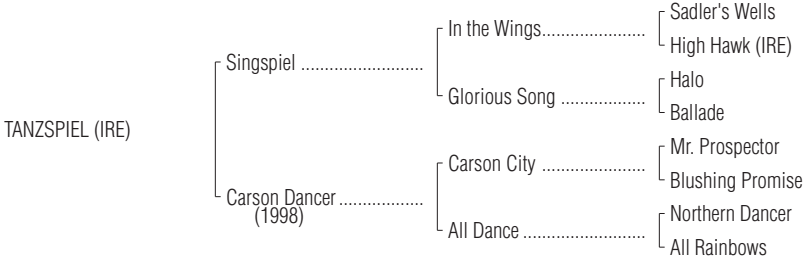 Sadler's Wells
In the Wings......................
High Hawk (IRE)
Singspiel ..........................
Halo
Glorious Song ..................
Ballade
TANZSPIEL (IRE)
Mr. Prospector
Carson City ......................
Blushing Promise
Carson Dancer..................
(1998)
Northern Dancer
All Dance..........................
All Rainbows